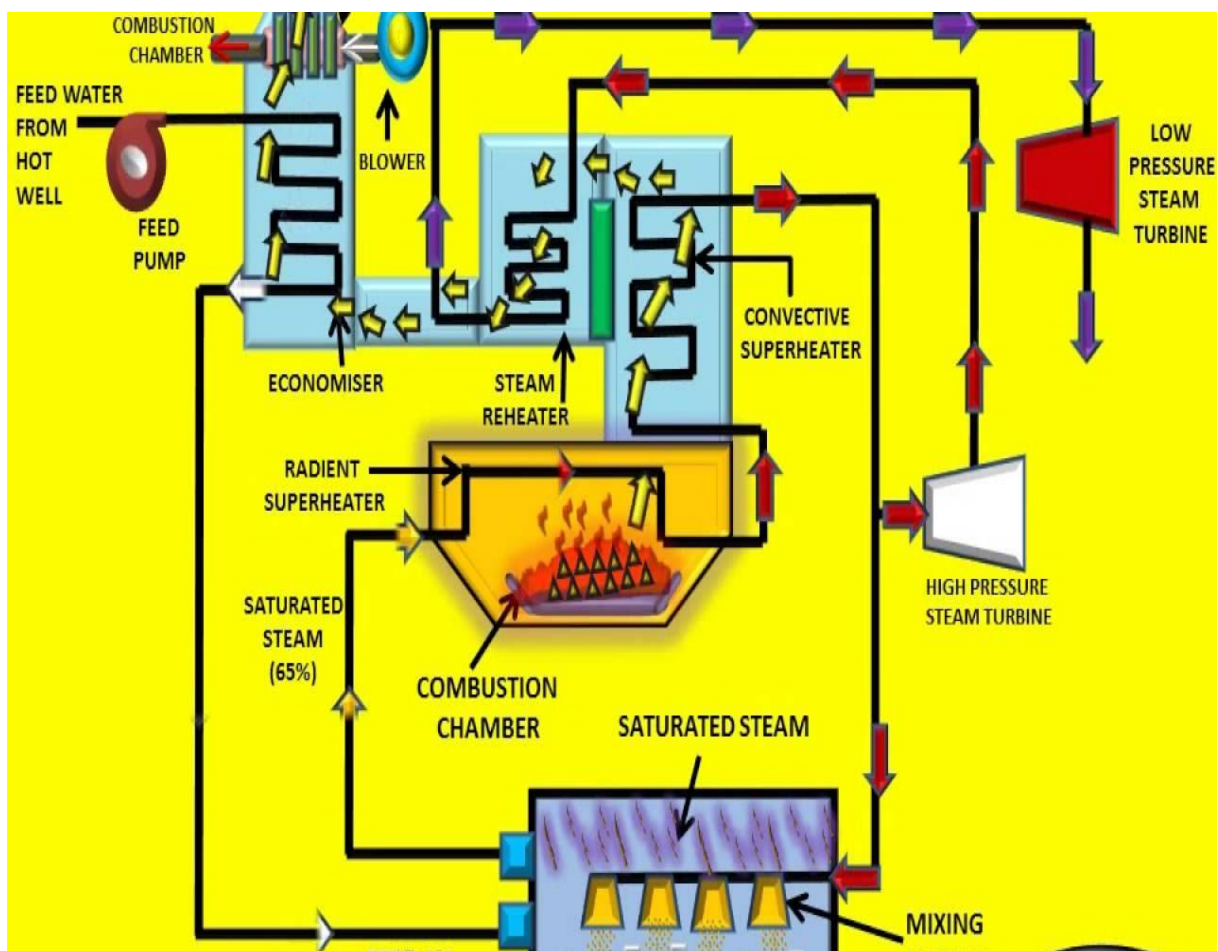 COMBUSTION
CHAMBER
FEED WATER
FROM
HOT
WELL
FEED
PUMP
BLOWER
LOW
PRESSURE
STEAM
TURBINE
ECONOMISER
STEAM
REHEATER
CONVECTIVE
SUPERHEATER
RADIENT
SUPERHEATER
HIGH PRESSURE
STEAM TURBINE
SATURATED
STEAM
(65%)
COMBUSTION
CHAMBER
SATURATED STEAM
MIXING